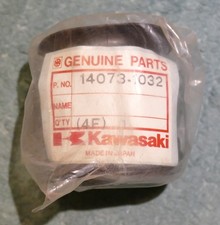 GENUINE PARTS
P. NO. 14073-1032
NAME
Q'TY (4E) 1
Kawasaki
MADE IN JAPAN